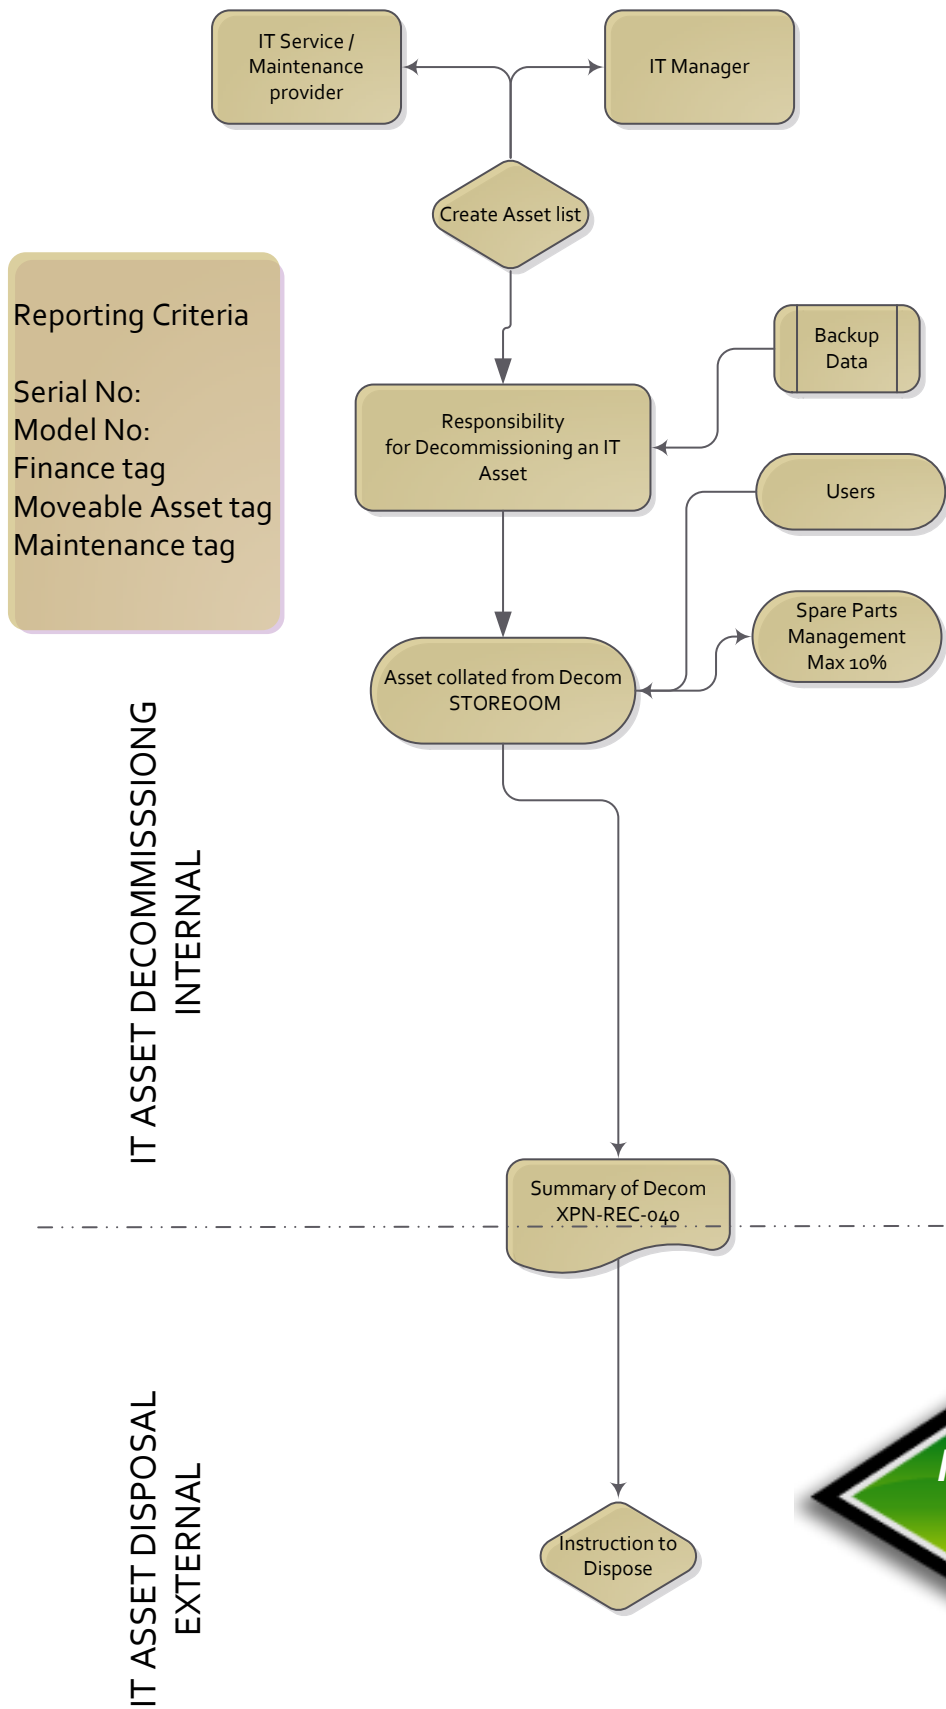 IT Service /
Maintenance
provider
IT Manager
Create Asset list
Reporting Criteria
Serial No:
Model No:
Finance tag
Moveable Asset tag
Maintenance tag
Backup
Data
Responsibility
for Decommissioning an IT
Asset
Users
Spare Parts
Management
Max 10%
Asset collated from Decom
STOREOOM
IT ASSET DECOMMISSSIONG
INTERNAL
Summary of Decom
XPN-REC-040
IT ASSET DISPOSAL
EXTERNAL
Instruction to
Dispose